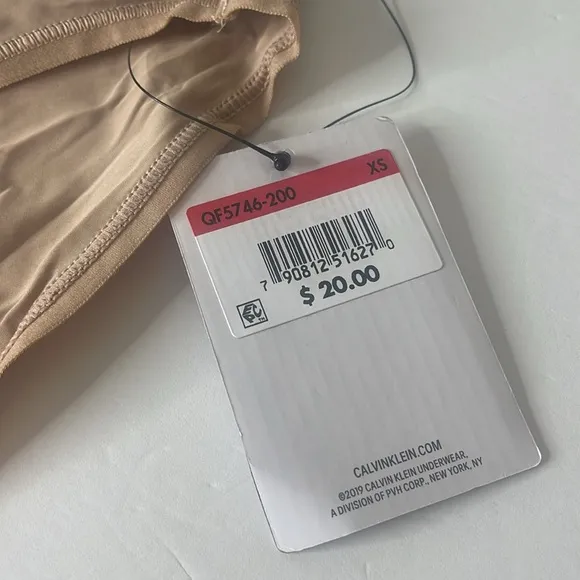 QF5746-200 XS
7 90812 51627 0
$ 20.00
CALVINKLEIN.COM
©2019 CALVIN KLEIN UNDERWEAR,
A DIVISION OF PVH CORP., NEW YORK, NY